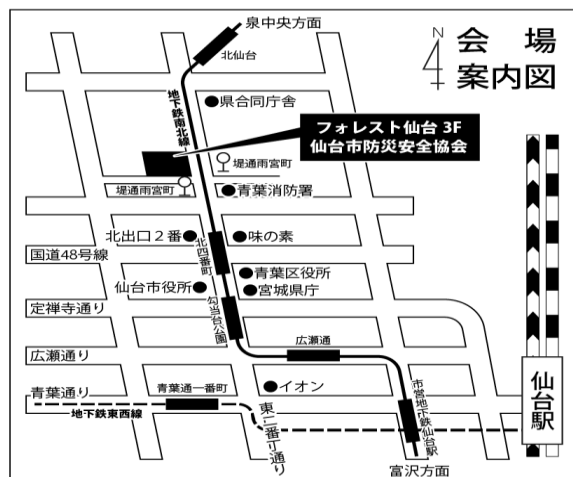 泉中央方面
北仙台
N
会場
案内図
地下鉄南北線
県合同庁舎
フォレスト仙台 3F
仙台市防災安全協会
堤通雨宮町
堤通雨宮町
青葉消防署
北出口2番
味の素
国道48号線
北四番町
青葉区役所
仙台市役所
宮城県庁
定禅寺通り
勾当台公園
広瀬通り
広瀬通
青葉通り
青葉通一番町
イオン
地下鉄東西線
東二番丁通り
市営地下鉄仙台駅
仙台駅
富沢方面